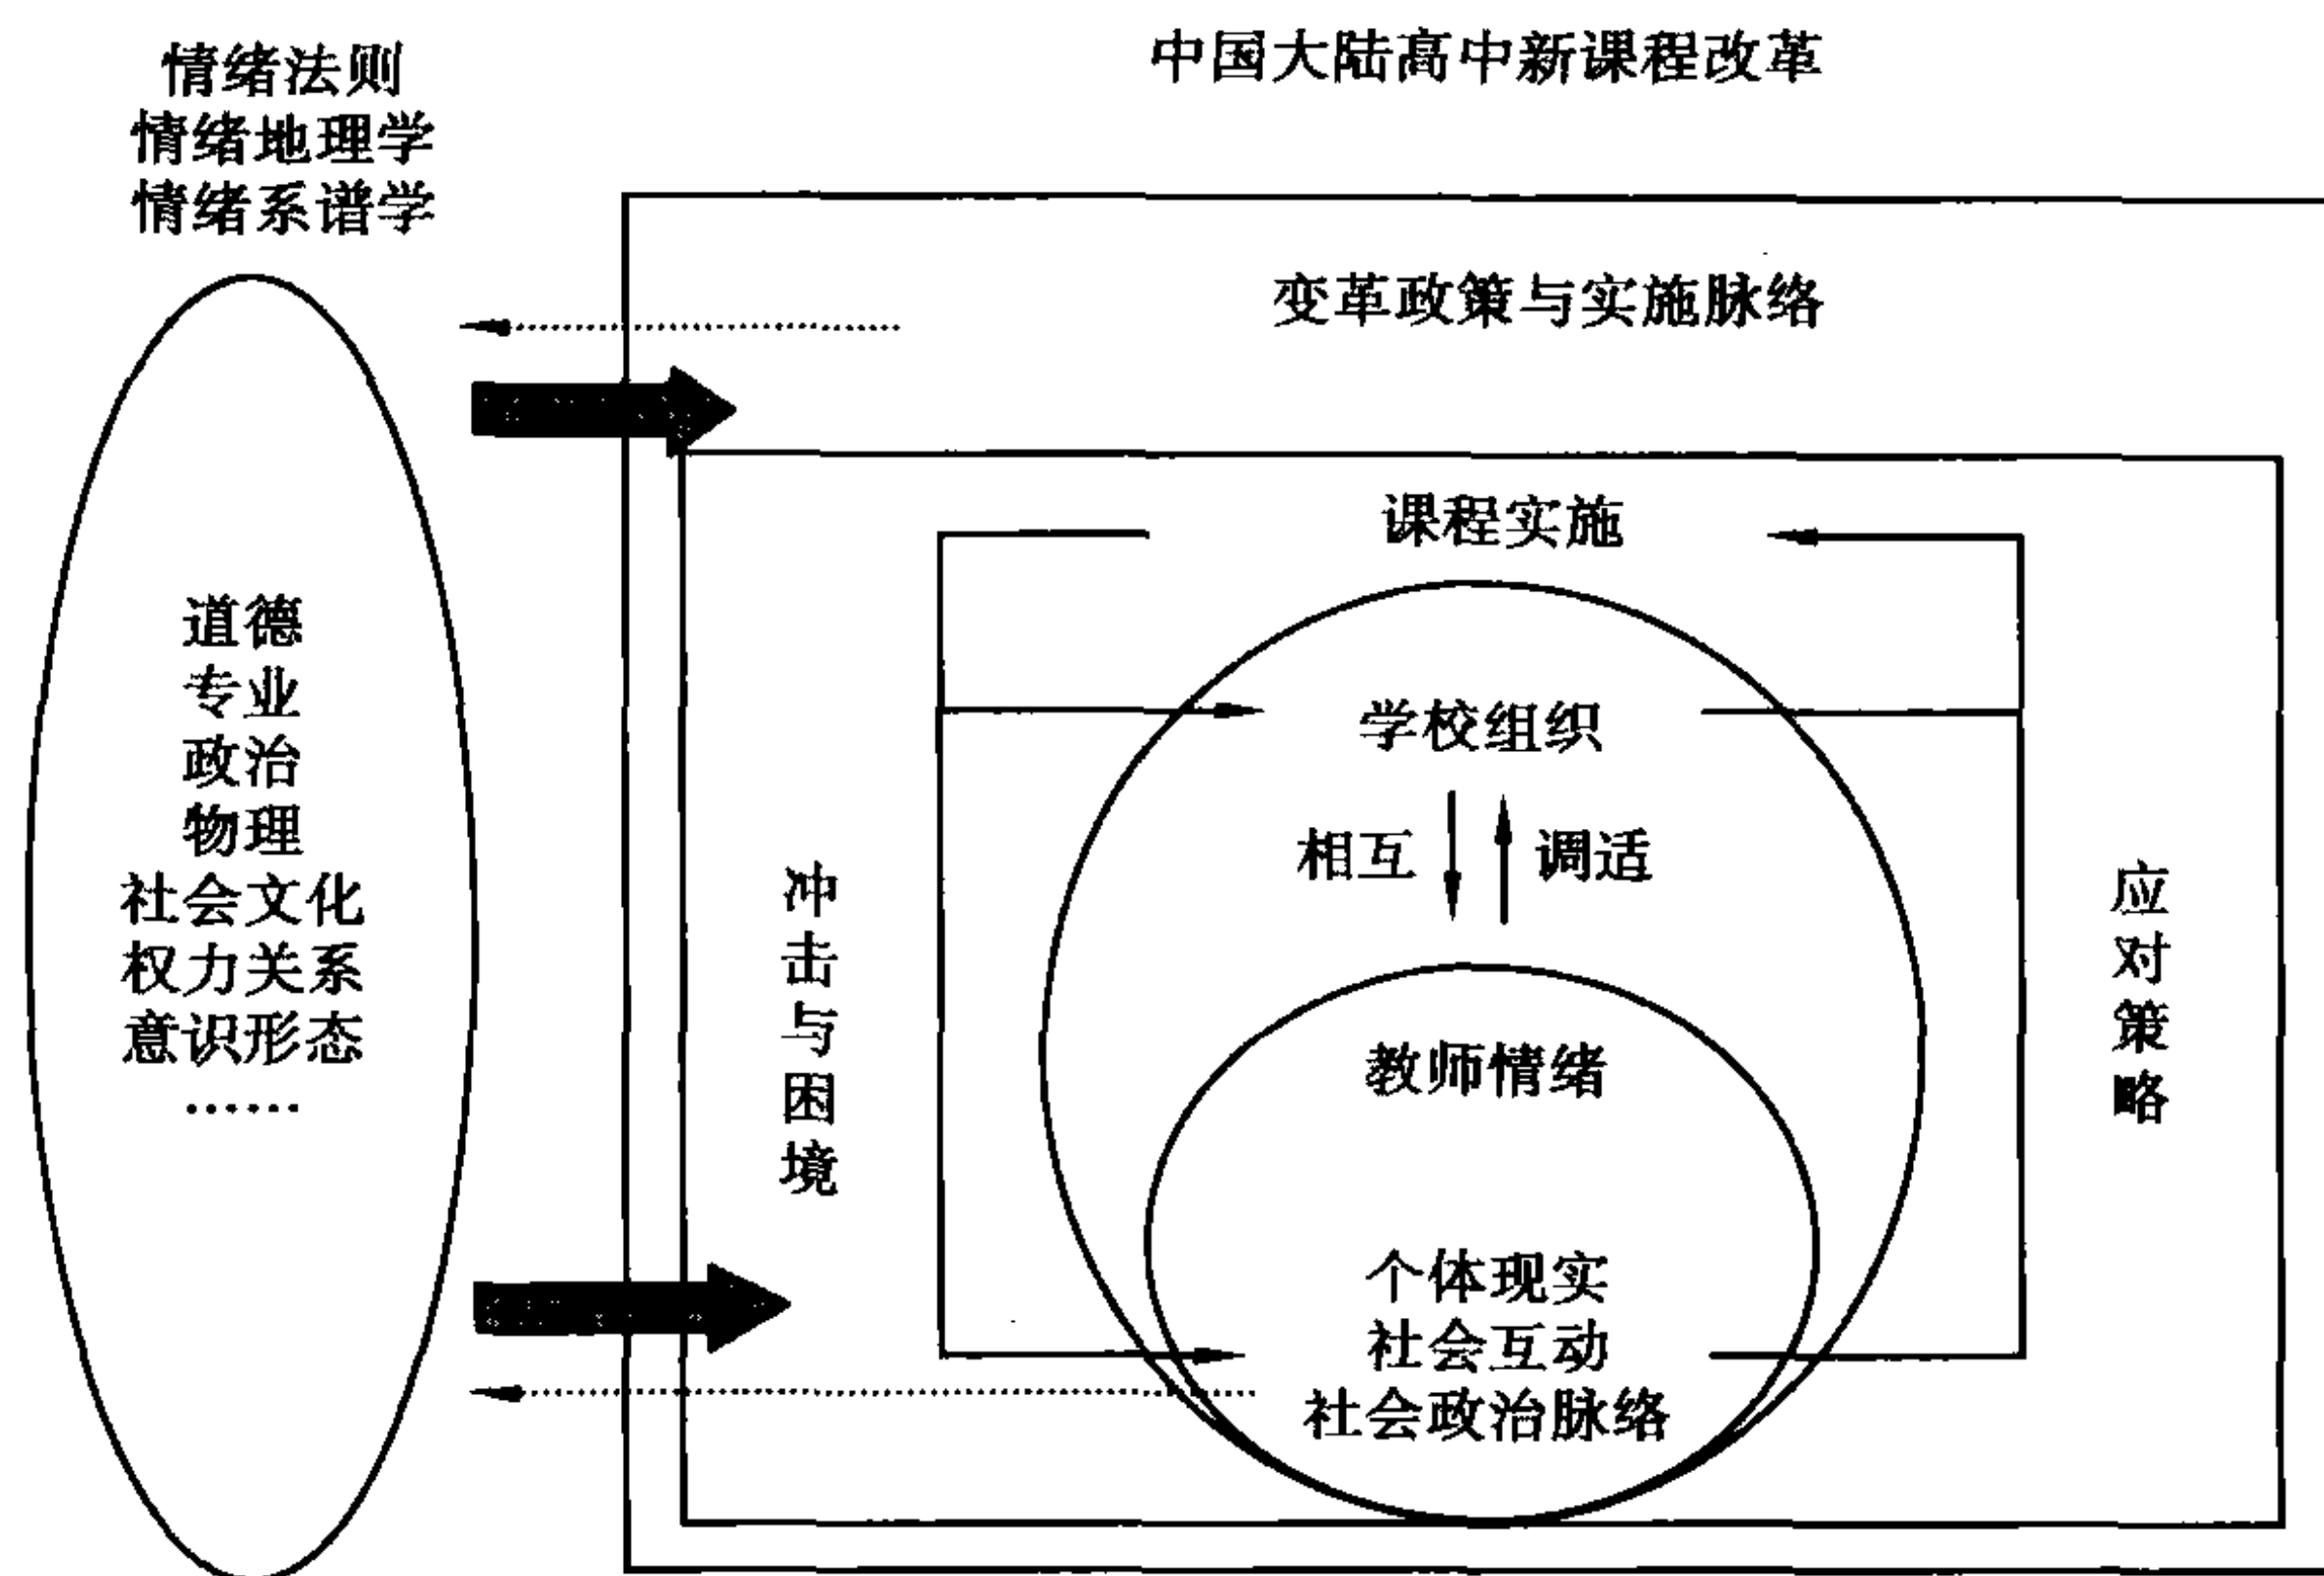 情绪法则
情绪地理学
情绪系谱学
中国大陆高中新课程改革
变革政策与实施脉络
道德
专业
政治
物理
社会文化
权力关系
意识形态
……
冲击与困境
课程实施
学校组织
相互 调适
教师情绪
个体现实
社会互动
社会政治脉络
应对策略